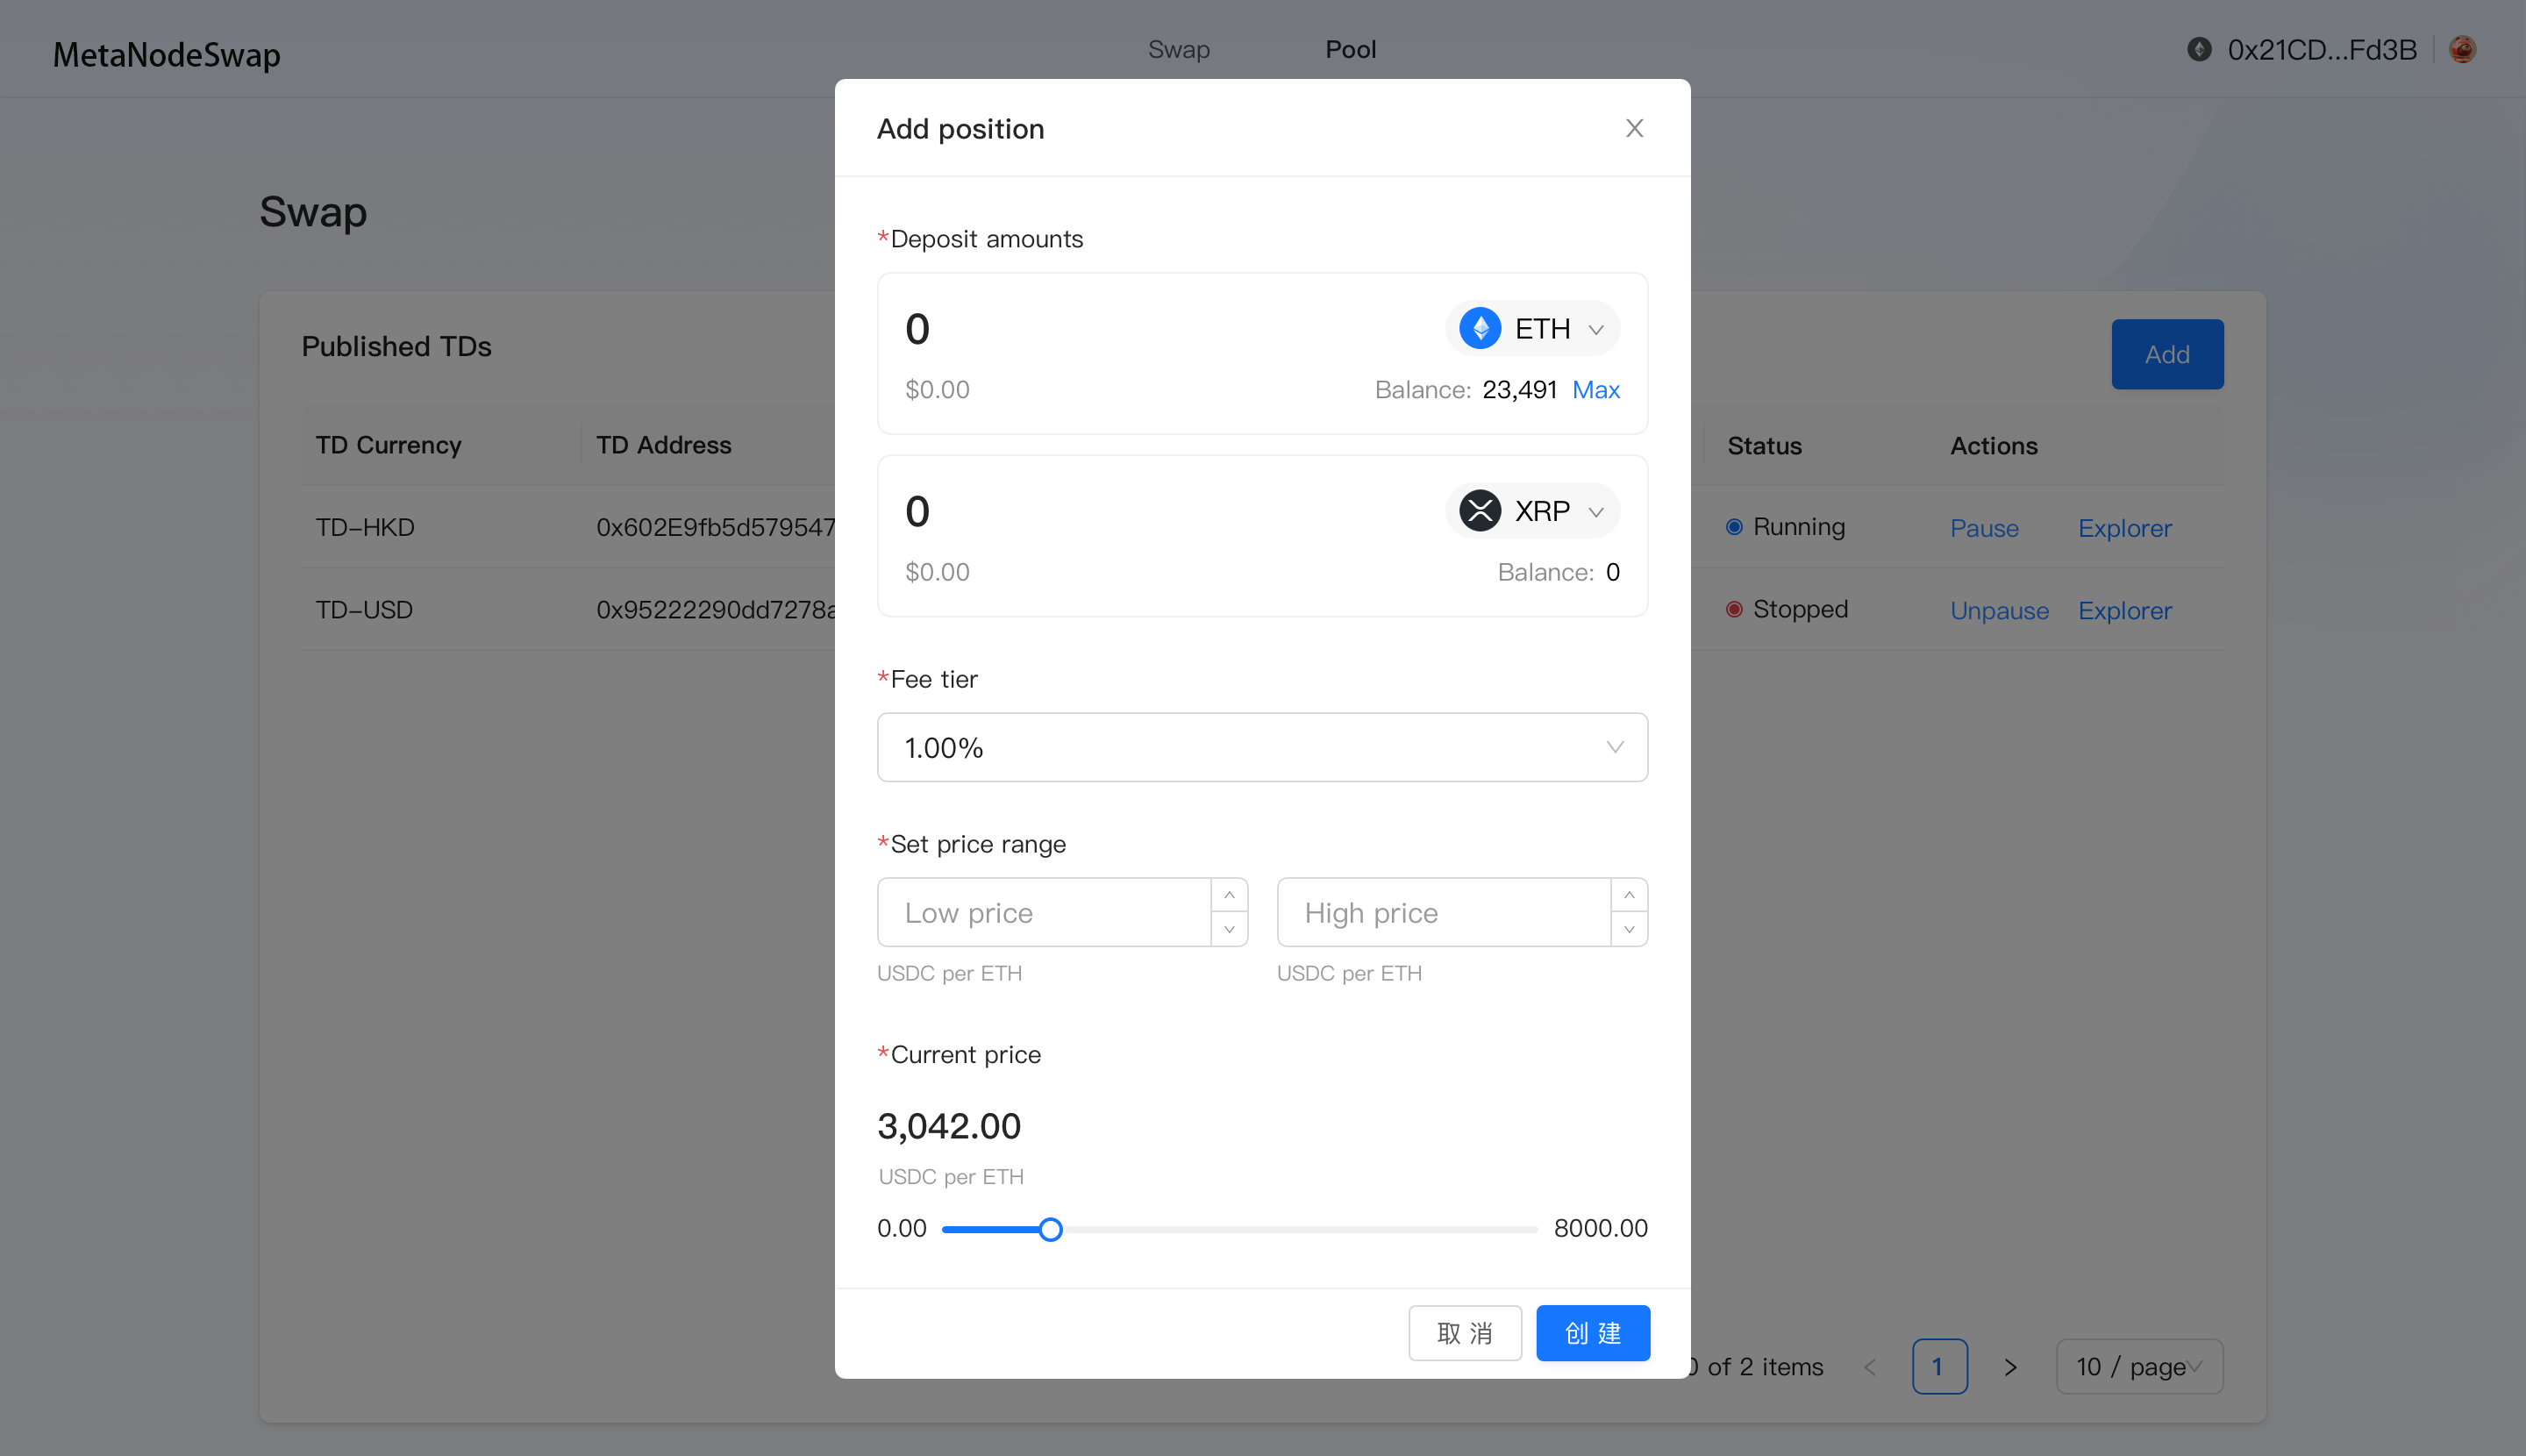 MetaNodeSwap
Swap
Pool
0x21CD...Fd3B
Swap
Published TDs
Add
TD Currency
TD Address
Status
Actions
TD-HKD
0x602E9fb5d579547
Running
Pause
Explorer
TD-USD
0x95222290dd7278a
Stopped
Unpause
Explorer
Add position
*Deposit amounts
0
ETH
$0.00
Balance: 23,491 Max
0
XRP
$0.00
Balance: 0
*Fee tier
1.00%
*Set price range
Low price
High price
USDC per ETH
USDC per ETH
*Current price
3,042.00
USDC per ETH
0.00
8000.00
取 消
创 建
of 2 items
1
10 / page